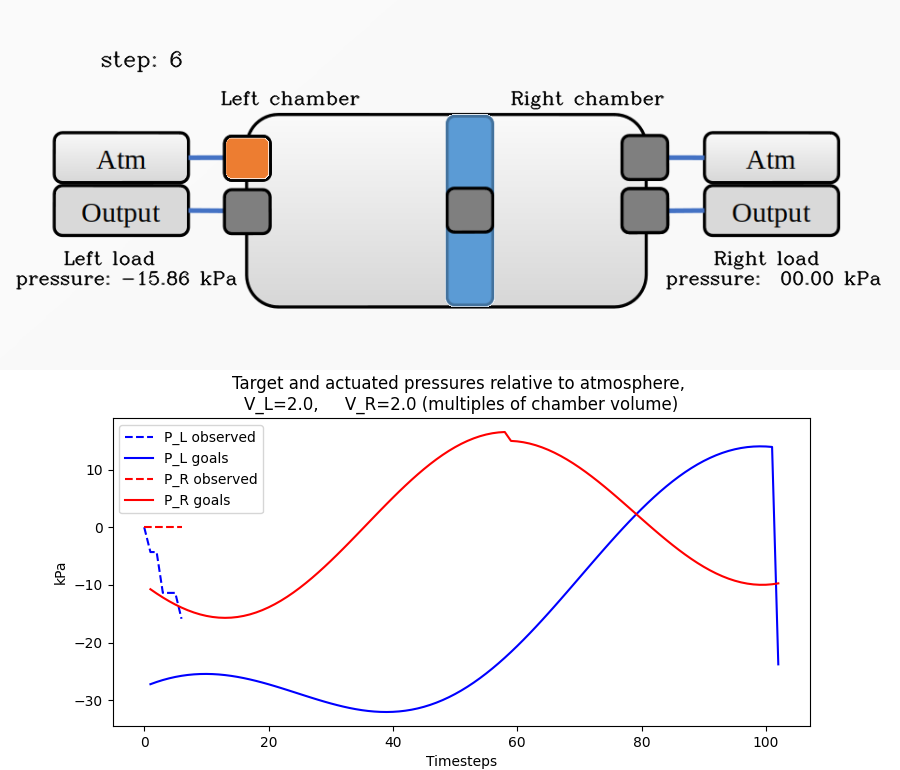 step: 6
Left chamber
Right chamber
Atm
Atm
Output
Output
Left load
pressure: −15.86 kPa
Right load
pressure: 00.00 kPa
Target and actuated pressures relative to atmosphere,
V_L=2.0, V_R=2.0 (multiples of chamber volume)
P_L observed
P_L goals
P_R observed
P_R goals
kPa
10
0
−10
−20
−30
0 20 40 60 80 100
Timesteps